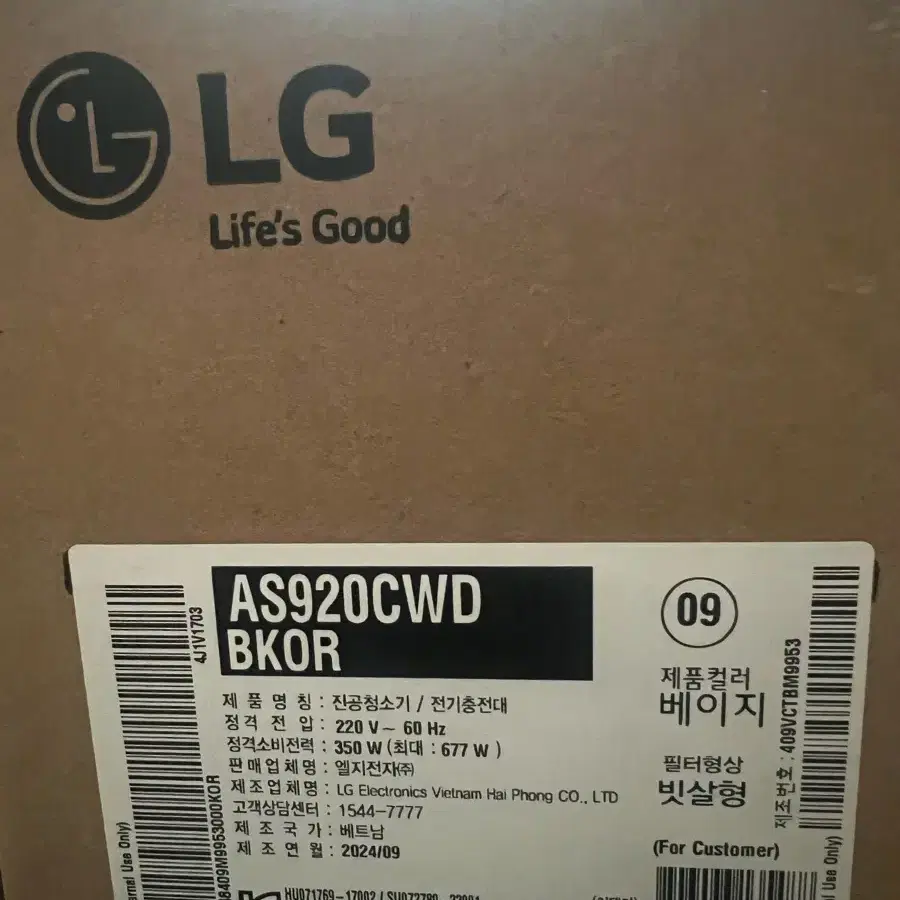 LG
Life's Good
AS920CWD
BKOR
09
제품컬러
베이지
필터형상
빗살형
(For Customer)
제 품 명 칭 : 진공청소기 / 전기충전대
정 격 전 압 : 220 V ~ 60 Hz
정격소비전력 : 350 W (최대 : 677 W )
판 매 업 체 명 : 엘지전자㈜
제 조 업 체 명 : LG Electronics Vietnam Hai Phong CO., LTD
고객상담센터 : 1544-7777
제 조 국 가 : 베트남
제 조 연 월 : 2024/09
4J1V1703
제조번호 : 409VCTBM9953
Use Only)
Use Only)